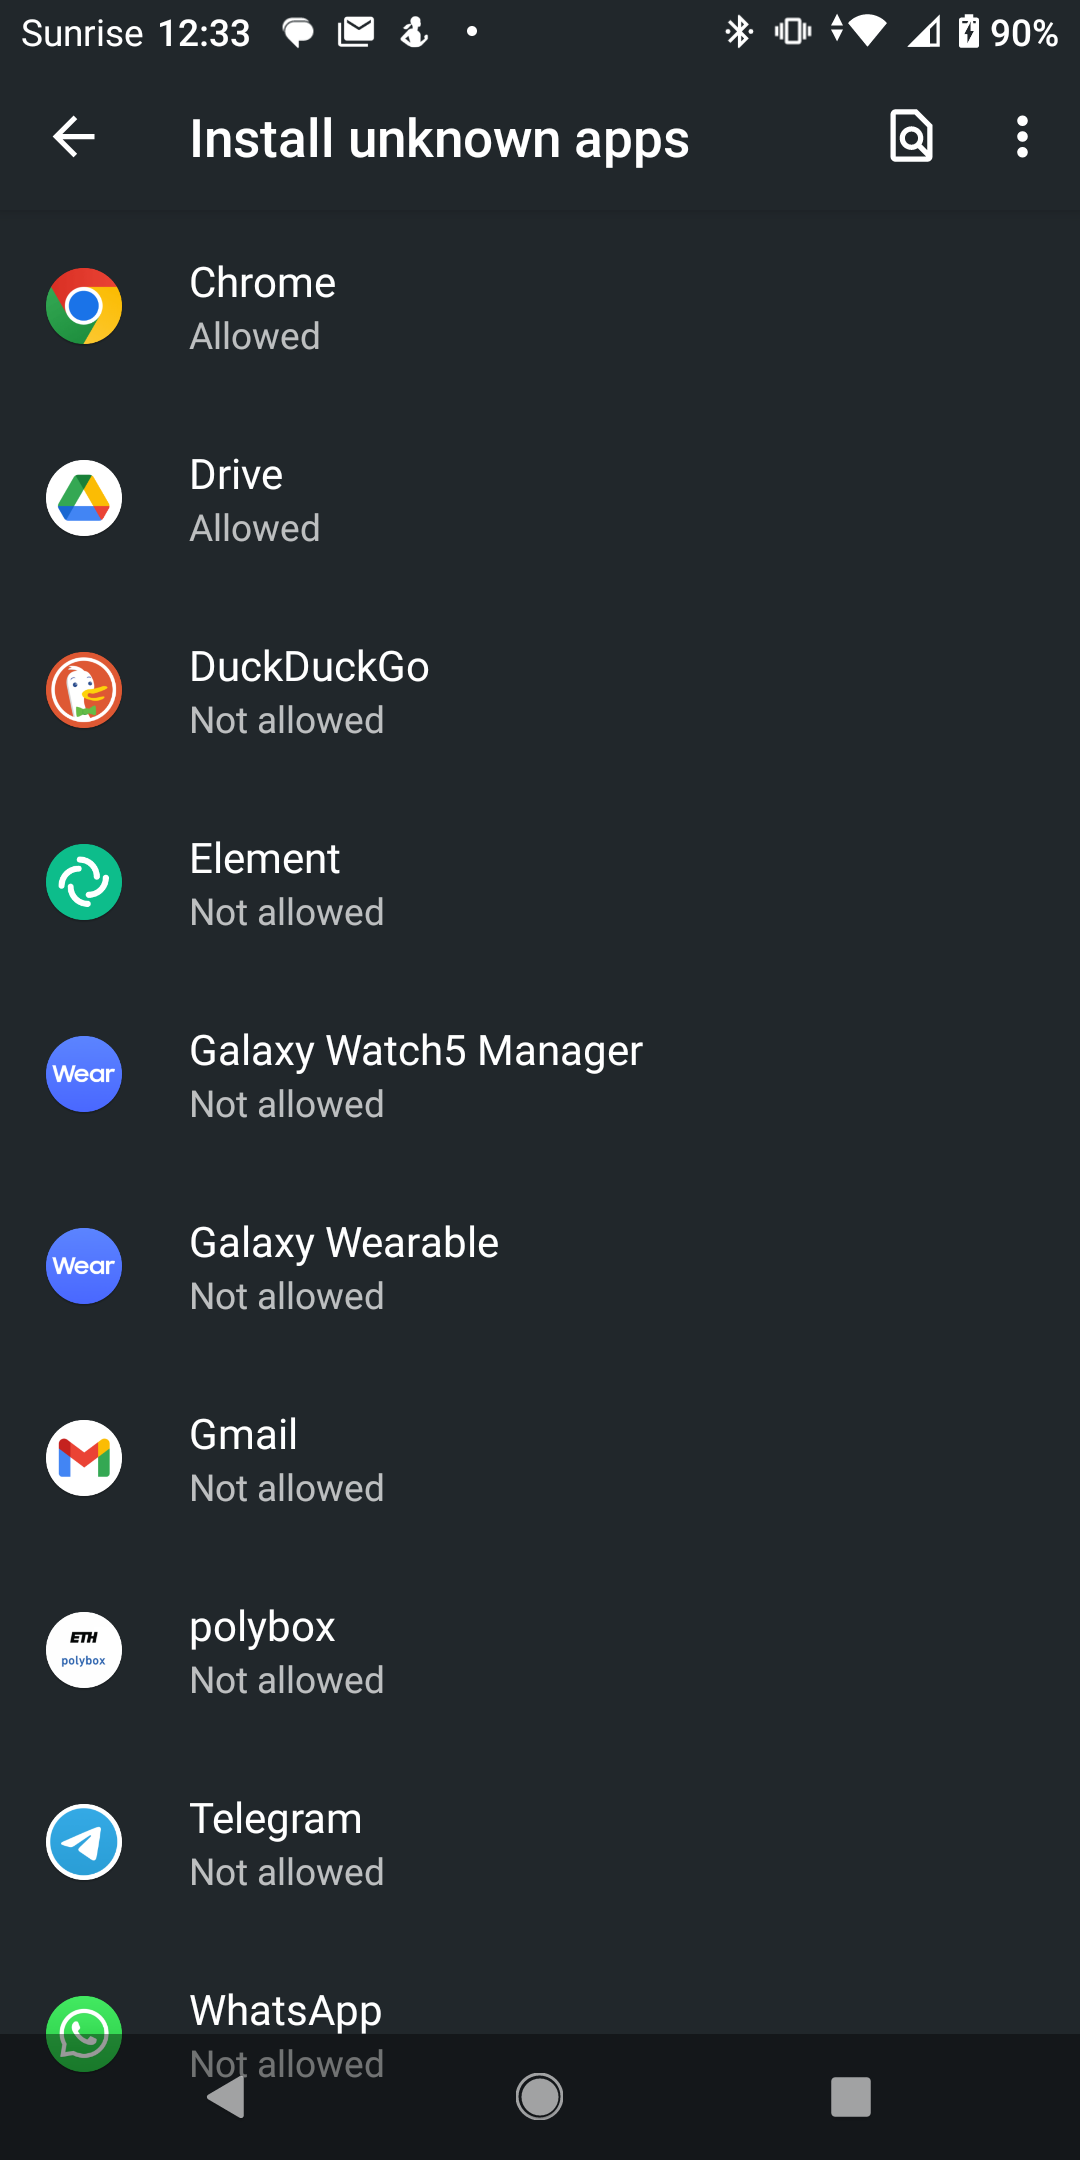 Sunrise 12:33 90%
Install unknown apps
Chrome
Allowed
Drive
Allowed
DuckDuckGo
Not allowed
Element
Not allowed
Wear
Galaxy Watch5 Manager
Not allowed
Wear
Galaxy Wearable
Not allowed
Gmail
Not allowed
ETH
polybox
polybox
Not allowed
Telegram
Not allowed
WhatsApp
Not allowed